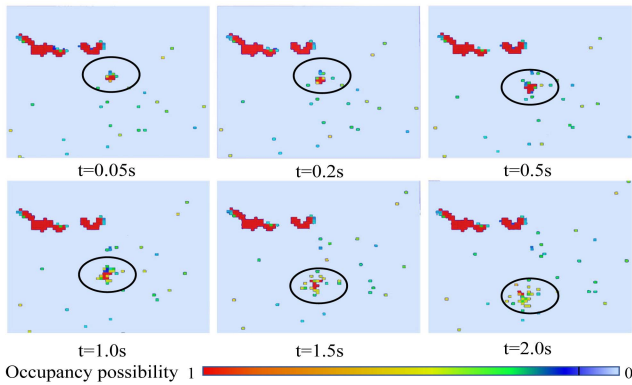 t=0.05s
t=0.2s
t=0.5s
t=1.0s
t=1.5s
t=2.0s
Occupancy possibility 1 0